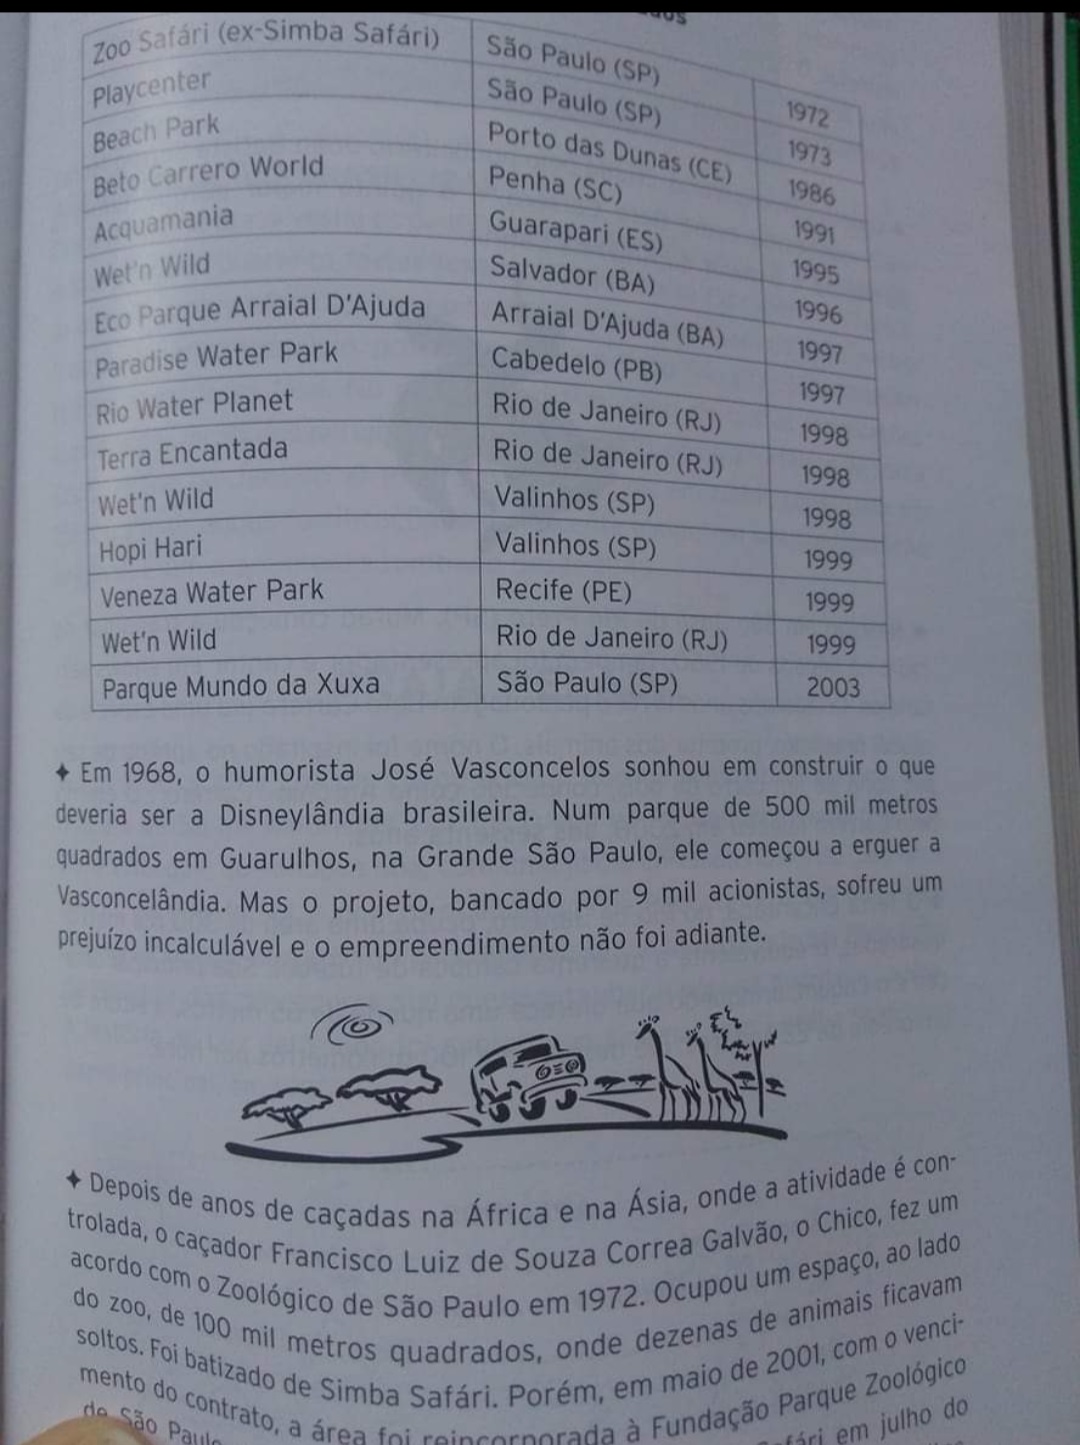 Zoo Safári (ex-Simba Safári) São Paulo (SP) 1972
Playcenter São Paulo (SP) 1973
Beach Park Porto das Dunas (CE) 1986
Beto Carrero World Penha (SC) 1991
Acquamania Guarapari (ES) 1995
Wet'n Wild Salvador (BA) 1996
Eco Parque Arraial D'Ajuda Arraial D'Ajuda (BA) 1997
Paradise Water Park Cabedelo (PB) 1997
Rio Water Planet Rio de Janeiro (RJ) 1998
Terra Encantada Rio de Janeiro (RJ) 1998
Wet'n Wild Valinhos (SP) 1998
Hopi Hari Valinhos (SP) 1999
Veneza Water Park Recife (PE) 1999
Wet'n Wild Rio de Janeiro (RJ) 1999
Parque Mundo da Xuxa São Paulo (SP) 2003
✦ Em 1968, o humorista José Vasconcelos sonhou em construir o que
deveria ser a Disneylândia brasileira. Num parque de 500 mil metros
quadrados em Guarulhos, na Grande São Paulo, ele começou a erguer a
Vasconcelândia. Mas o projeto, bancado por 9 mil acionistas, sofreu um
prejuízo incalculável e o empreendimento não foi adiante.
✦ Depois de anos de caçadas na África e na Ásia, onde a atividade é con-
trolada, o caçador Francisco Luiz de Souza Correa Galvão, o Chico, fez um
acordo com o Zoológico de São Paulo em 1972. Ocupou um espaço, ao lado
do zoo, de 100 mil metros quadrados, onde dezenas de animais ficavam
soltos. Foi batizado de Simba Safári. Porém, em maio de 2001, com o venci-
mento do contrato, a área foi reincorporada à Fundação Parque Zoológico
de São Paulo em julho do